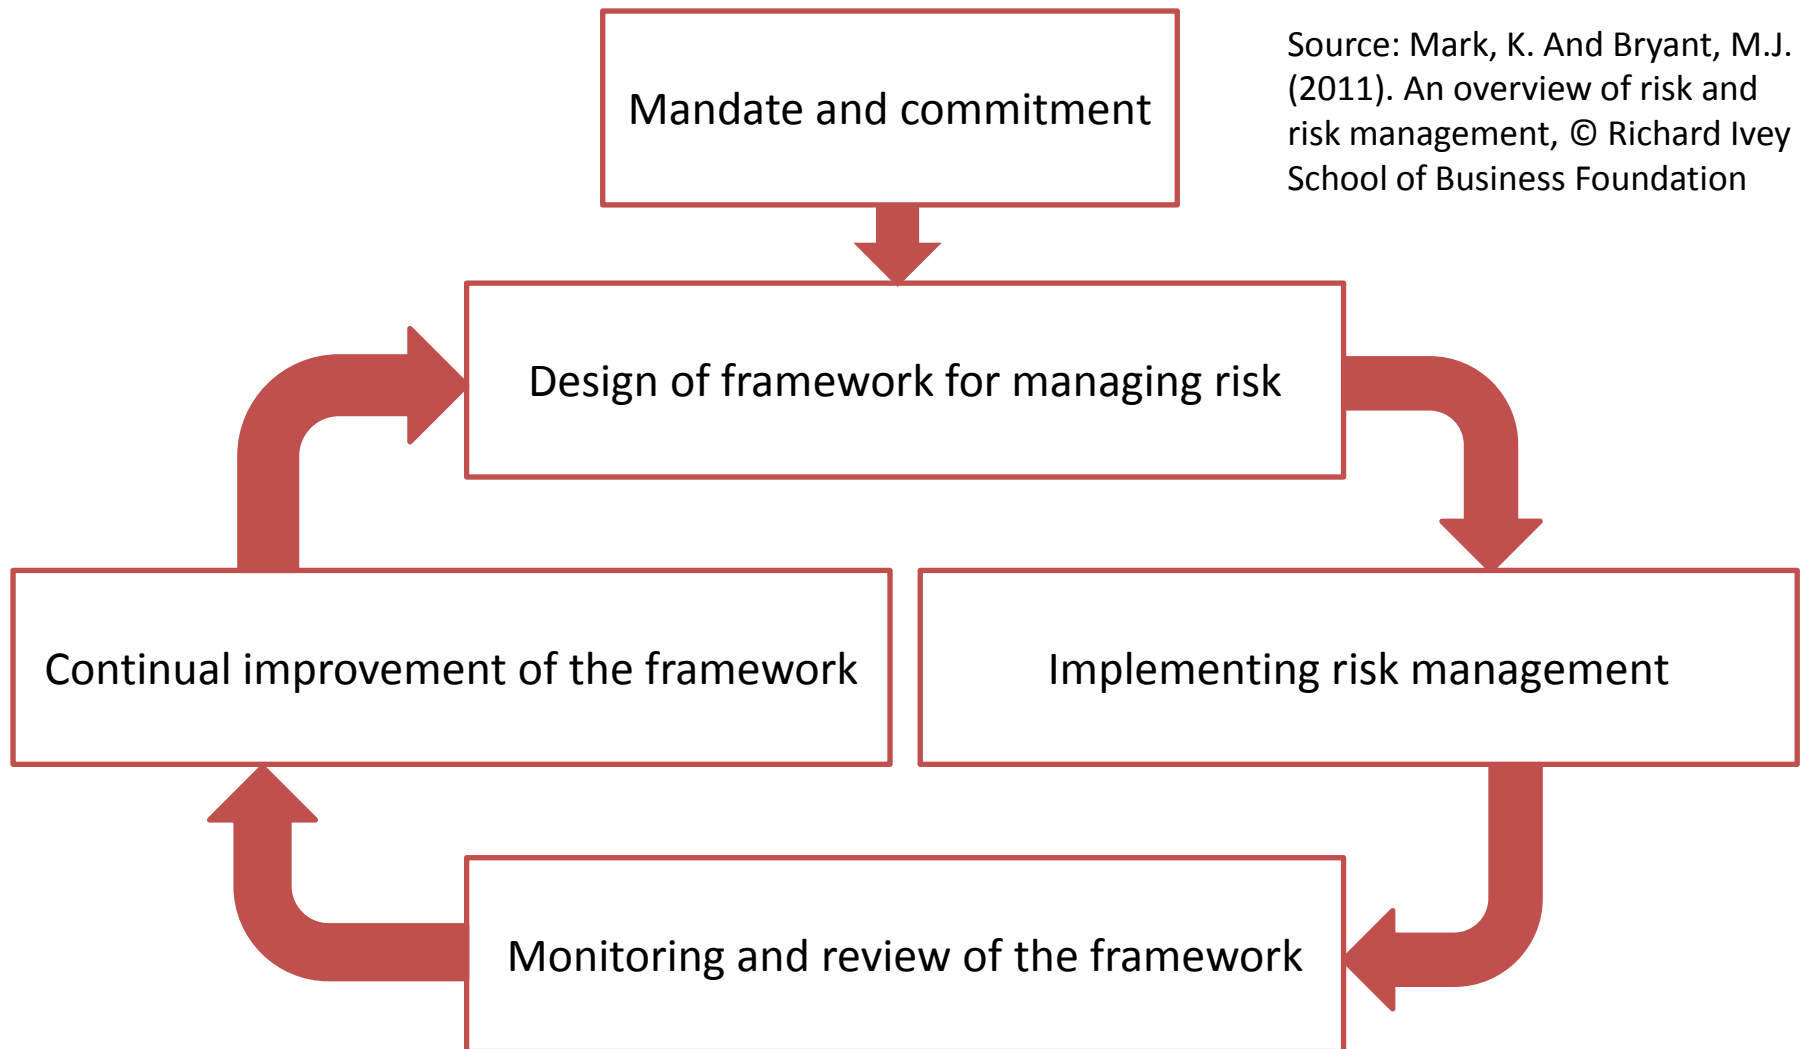 Mandate and commitment
Source: Mark, K. And Bryant, M.J.
(2011). An overview of risk and
risk management, © Richard Ivey
School of Business Foundation
Design of framework for managing risk
Continual improvement of the framework
Implementing risk management
Monitoring and review of the framework